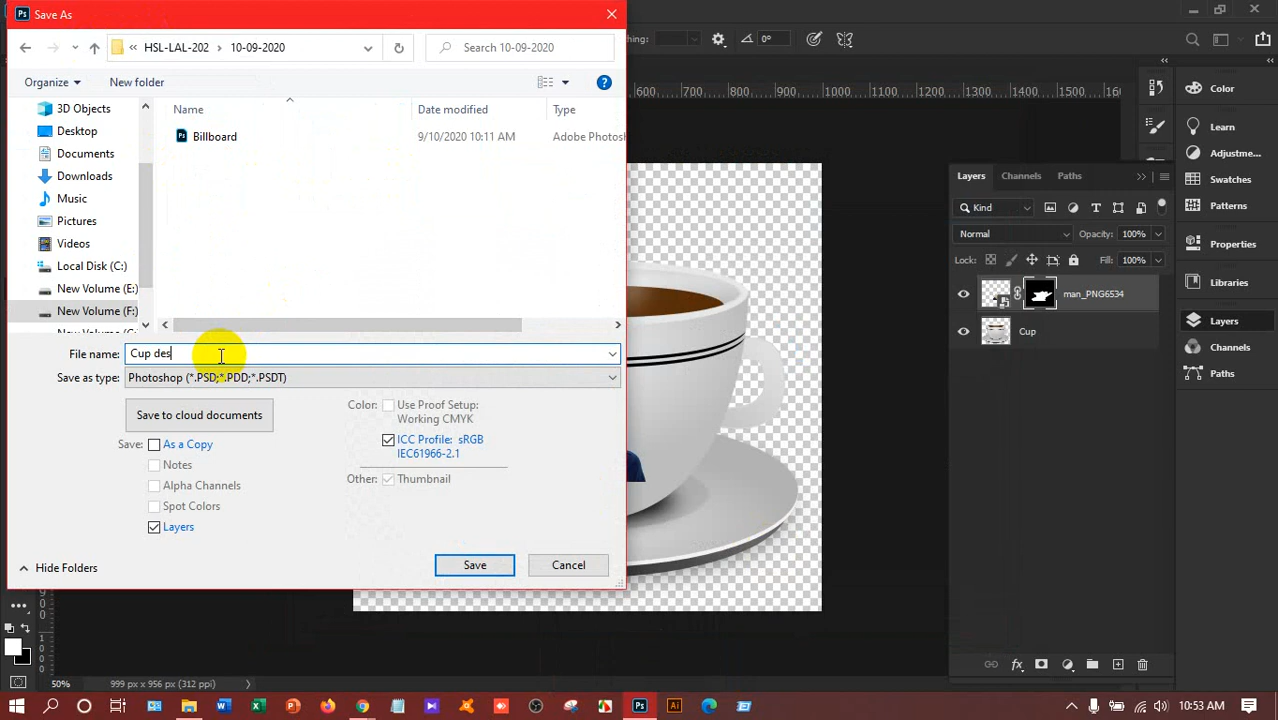 Save As
HSL-LAL-202 10-09-2020 Search 10-09-2020
0°
Organize New folder
3D Objects
Desktop
Documents
Downloads
Music
Pictures
Videos
Local Disk (C:)
New Volume (E:)
New Volume (F:)
Name Date modified Type
Billboard 9/10/2020 10:11 AM Adobe Photosh
File name: Cup des
Save as type: Photoshop (*.PSD;*.PDD;*.PSDT)
Save to cloud documents
Save: As a Copy
Notes
Alpha Channels
Spot Colors
Layers
Color: Use Proof Setup:
Working CMYK
ICC Profile: sRGB
IEC61966-2.1
Other: Thumbnail
Hide Folders Save Cancel
600 700 800 900 1000 1100 1200 1300 1400 1500
Layers Channels Paths
Kind
Normal Opacity: 100%
Lock: Fill: 100%
man_PNG6534
Cup
Color
Learn
Adjustme...
Swatches
Patterns
Properties
Libraries
Layers
Channels
Paths
50% 999 px x 956 px (312 ppi)
10:53 AM